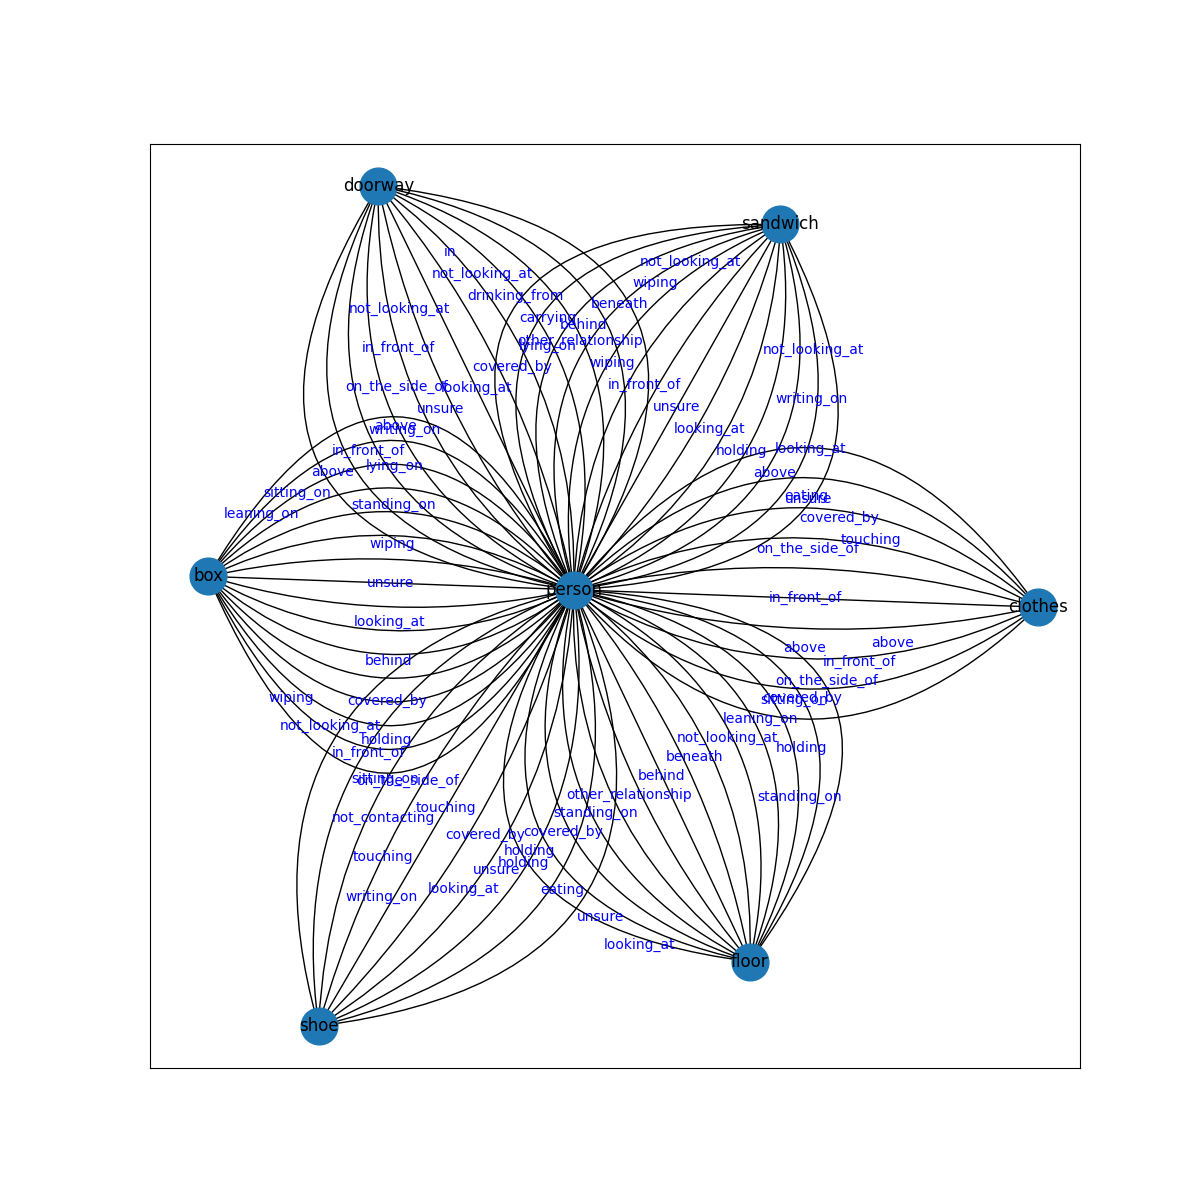 doorway
sandwich
in
not_looking_at
not_looking_at
wiping
drinking_from
beneath
not_looking_at
carrying
behind
other_relationship
lying_on
in_front_of
not_looking_at
wiping
covered_by
on_the_side_of
looking_at
in_front_of
writing_on
unsure
unsure
above
writing_on
looking_at
in_front_of
holding
looking_at
above
lying_on
above
sitting_on
eating
unsure
standing_on
leaning_on
covered_by
touching
wiping
on_the_side_of
box
unsure
person
in_front_of
clothes
looking_at
above
above
behind
in_front_of
on_the_side_of
wiping
covered_by
sitting_on
covered_by
leaning_on
not_looking_at
holding
not_looking_at
holding
in_front_of
beneath
sitting_on
on_the_side_of
behind
other_relationship
standing_on
touching
standing_on
not_contacting
covered_by
covered_by
touching
holding
holding
unsure
writing_on
looking_at
eating
unsure
looking_at
floor
shoe